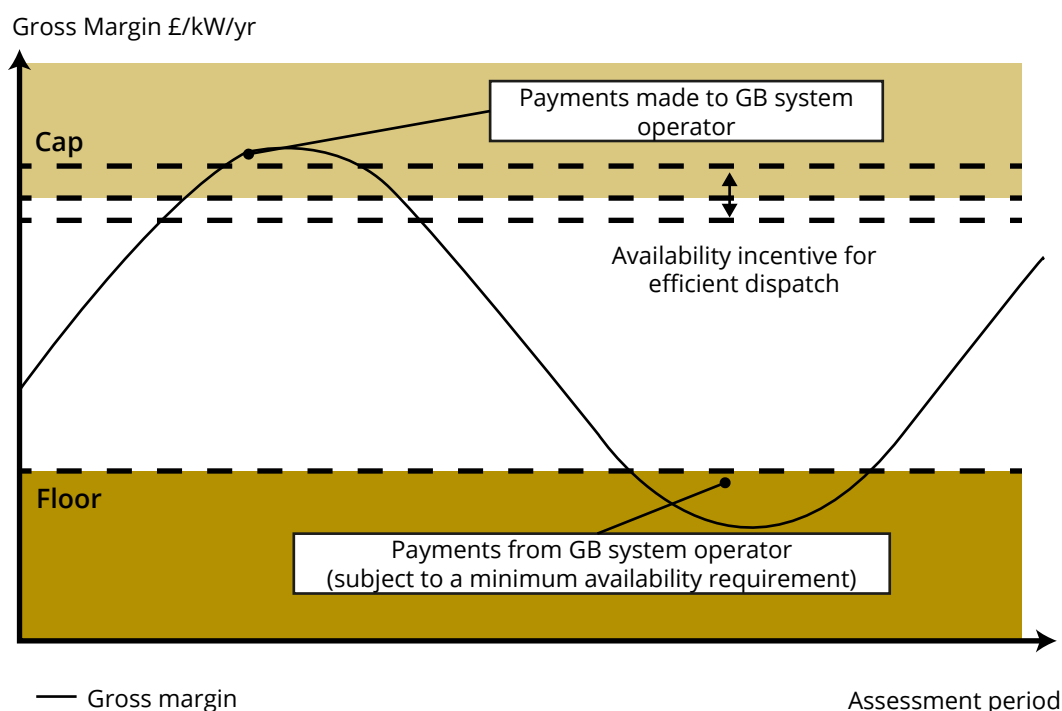 Gross Margin £/kW/yr
Payments made to GB system
operator
Cap
Availability incentive for
efficient dispatch
Floor
Payments from GB system operator
(subject to a minimum availability requirement)
Gross margin
Assessment period